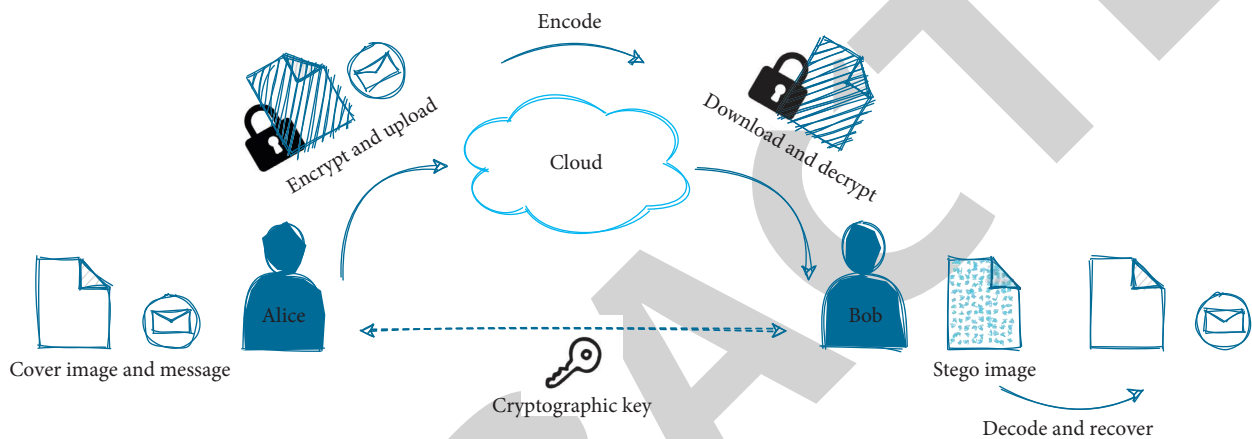 Encode
Encrypt and upload
Download and decrypt
Cloud
Alice
Bob
Cover image and message
Cryptographic key
Stego image
Decode and recover